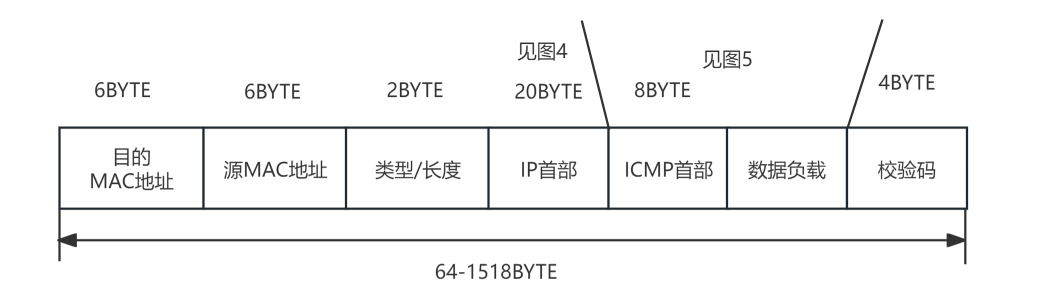 见图4
见图5
6BYTE
6BYTE
2BYTE
20BYTE
8BYTE
4BYTE
目的
MAC地址
源MAC地址
类型/长度
IP首部
ICMP首部
数据负载
校验码
64-1518BYTE